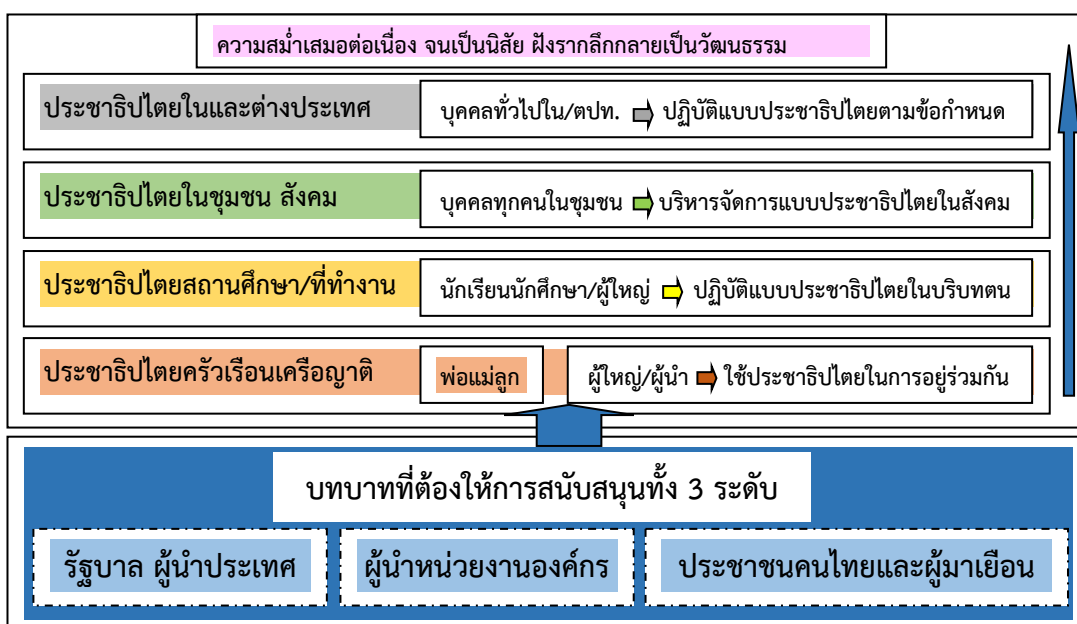 ความสม่ำเสมอต่อเนื่อง จนเป็นนิสัย ฝังรากลึกกลายเป็นวัฒนธรรม
ประชาธิปไตยในและต่างประเทศ
บุคคลทั่วไปใน/ตปท. ปฏิบัติแบบประชาธิปไตยตามข้อกำหนด
ประชาธิปไตยในชุมชน สังคม
บุคคลทุกคนในชุมชน บริหารจัดการแบบประชาธิปไตยในสังคม
ประชาธิปไตยสถานศึกษา/ที่ทำงาน
นักเรียนนักศึกษา/ผู้ใหญ่ ปฏิบัติแบบประชาธิปไตยในบริบทตน
ประชาธิปไตยครัวเรือนเครือญาติ
พ่อแม่ลูก
ผู้ใหญ่/ผู้นำ ใช้ประชาธิปไตยในการอยู่ร่วมกัน
บทบาทที่ต้องให้การสนับสนุนทั้ง 3 ระดับ
รัฐบาล ผู้นำประเทศ
ผู้นำหน่วยงานองค์กร
ประชาชนคนไทยและผู้มาเยือน